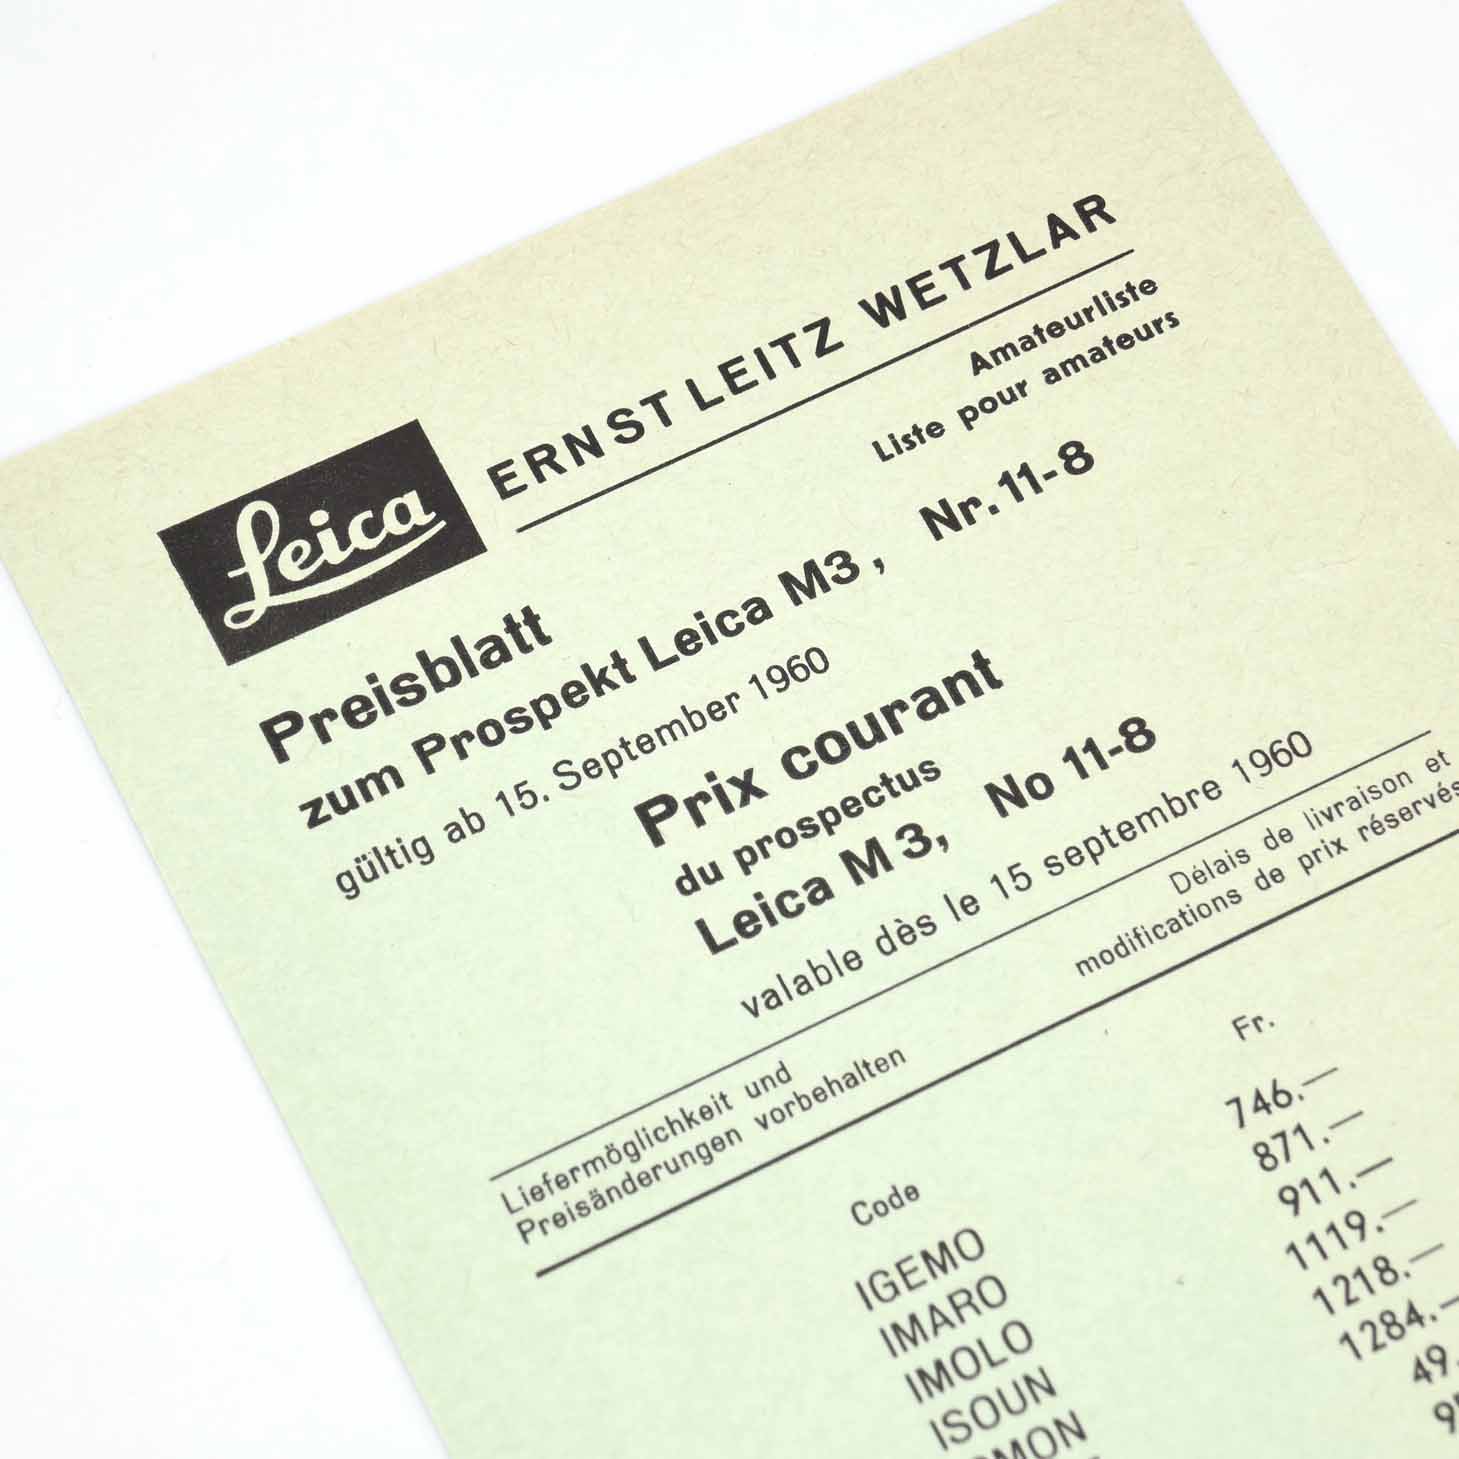 Leica
ERNST LEITZ WETZLAR
Amateurliste
Liste pour amateurs
Preisblatt
zum Prospekt Leica M3, Nr. 11-8
gültig ab 15. September 1960
Prix courant
du prospectus
Leica M3, No 11-8
valable dès le 15 septembre 1960
Liefermöglichkeit und
Preisänderungen vorbehalten
Délais de livraison et
modifications de prix réservés
Code Fr.
IGEMO 746.—
IMARO 871.—
IMOLO 911.—
ISOUN 1119.—
1218.—
1284.—
49.